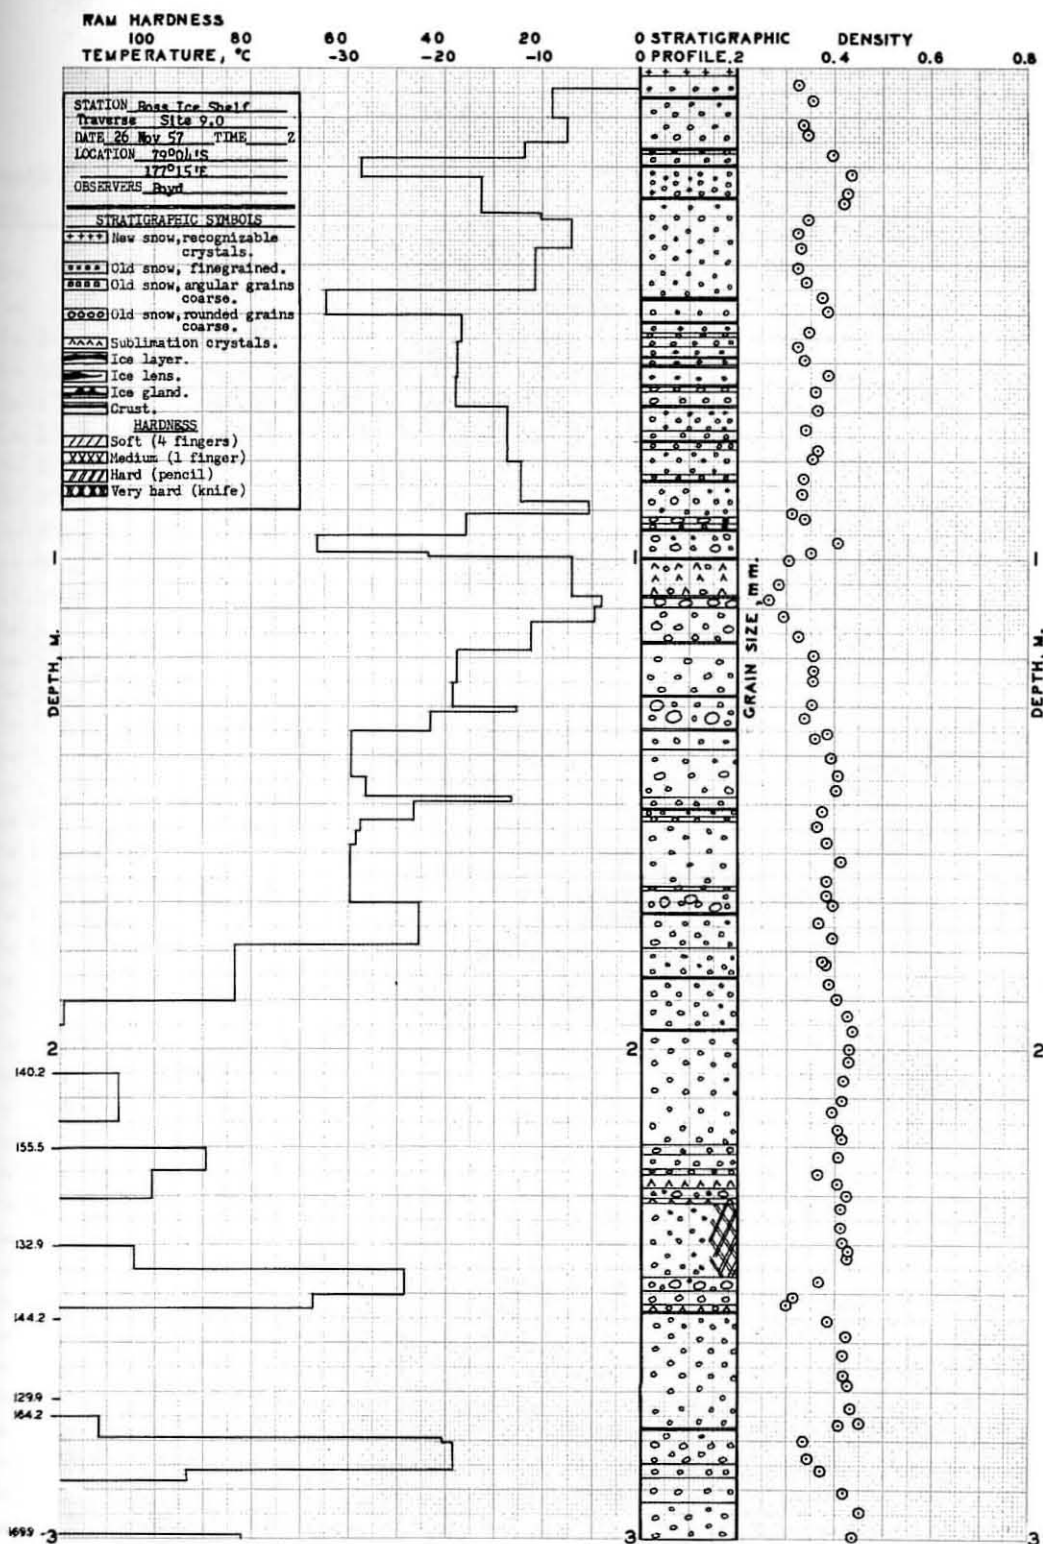 RAM HARDNESS
100 80 60 40 20 0 STRATIGRAPHIC DENSITY
TEMPERATURE, °C -30 -20 -10 0 PROFILE, 2 0.4 0.6 0.8
STATION Ross Ice Shelf
Traverse Site 9.0
DATE 26 Nov 57 TIME Z
LOCATION 79°04'S
177°15'E
OBSERVERS Boyd
STRATIGRAPHIC SYMBOLS
New snow, recognizable
crystals.
Old snow, finegrained.
Old snow, angular grains
coarse.
Old snow, rounded grains
coarse.
Sublimation crystals.
Ice layer.
Ice lens.
Ice gland.
Crust.
HARDNESS
Soft (4 fingers)
Medium (1 finger)
Hard (pencil)
Very hard (knife)
1 1 1
DEPTH, M.
GRAIN SIZE, mm.
DEPTH, M.
2 2 2
140.2
155.5
132.9
144.2
129.9
164.2
3 3 3